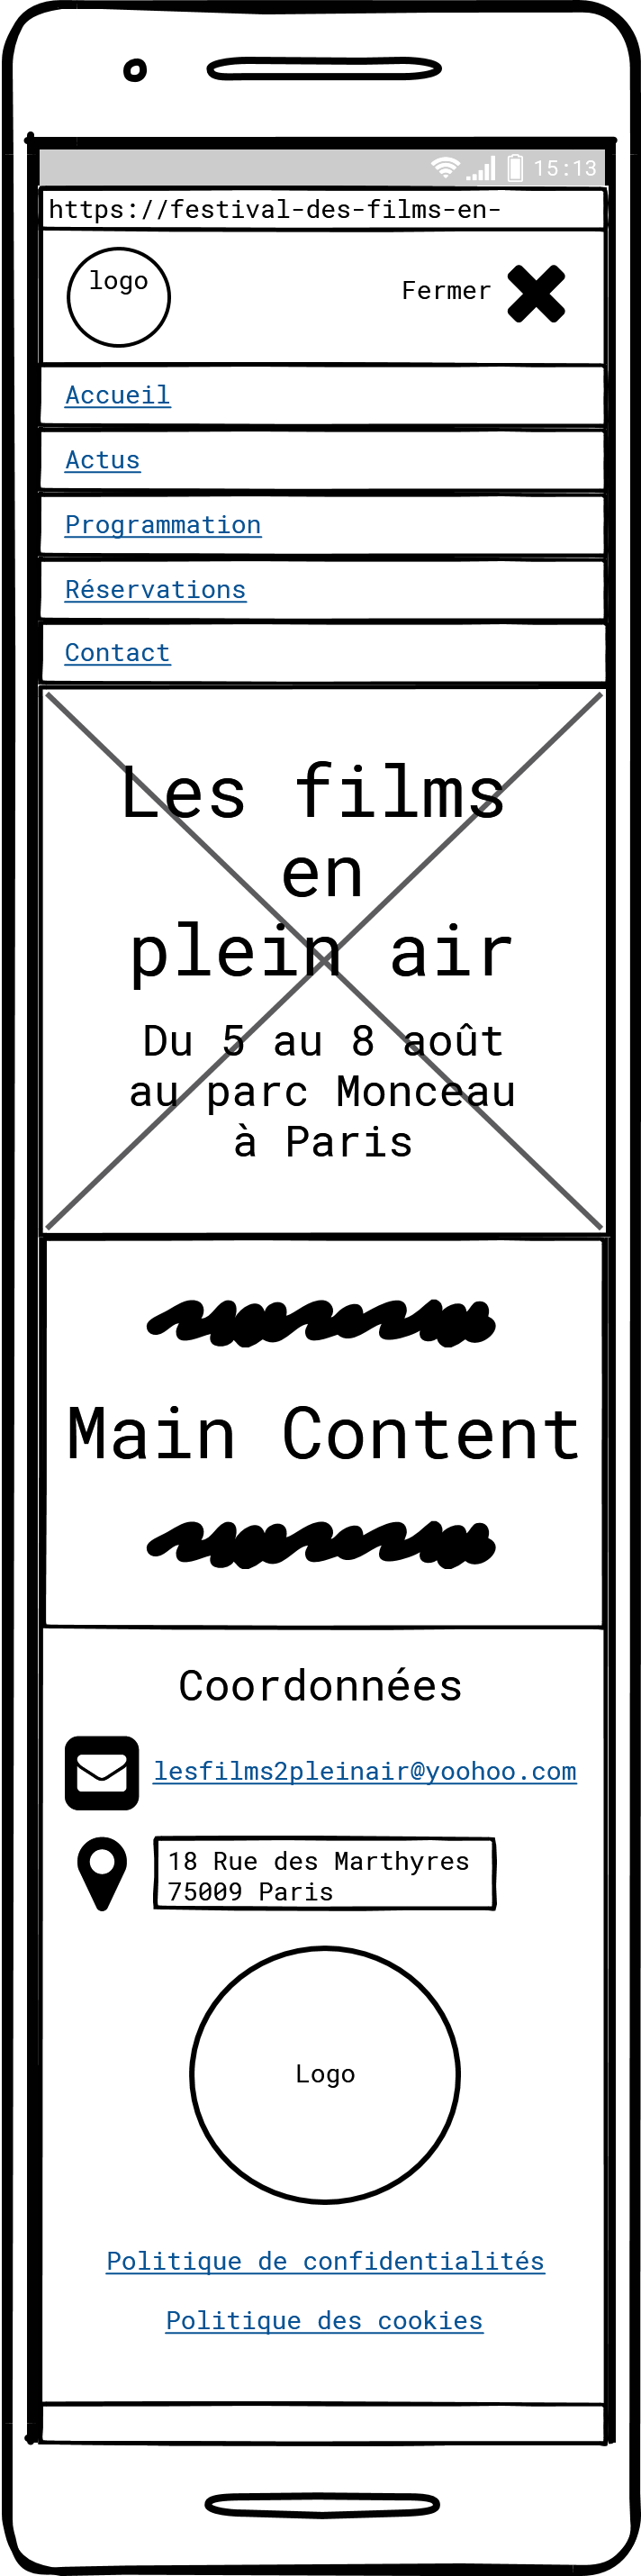 15:13
https://festival-des-films-en-
logo
Fermer
Accueil
Actus
Programmation
Réservations
Contact
Les films
en
plein air
Du 5 au 8 août
au parc Monceau
à Paris
Main Content
Coordonnées
lesfilms2pleinair@yoohoo.com
18 Rue des Marthyres
75009 Paris
Logo
Politique de confidentialités
Politique des cookies